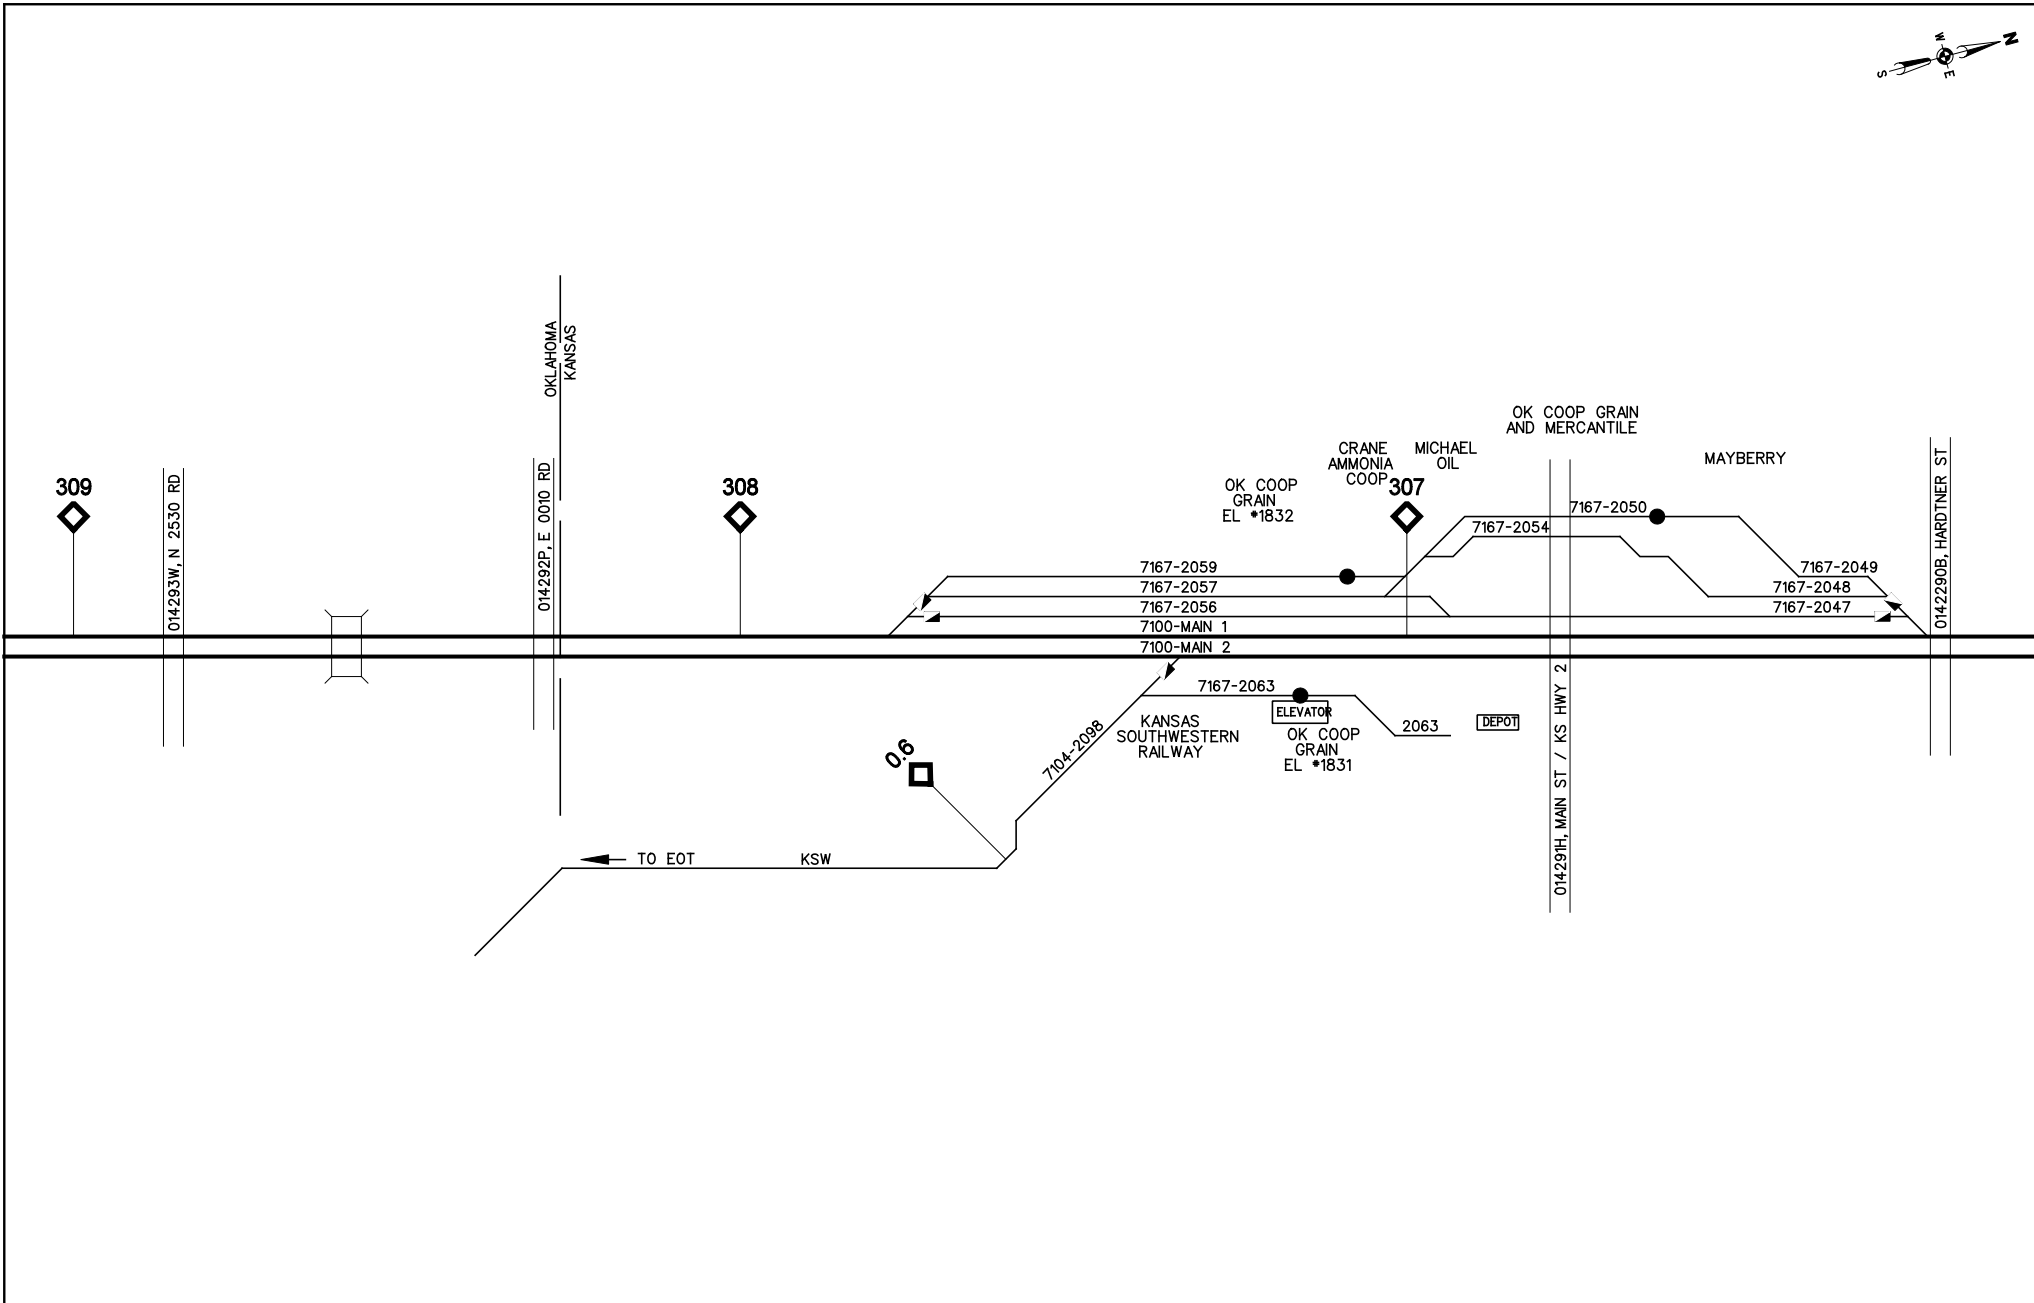 W
N
S
E
OKLAHOMA
KANSAS
OK COOP GRAIN
AND MERCANTILE
CRANE
AMMONIA
COOP
MICHAEL
OIL
MAYBERRY
309
308
307
OK COOP
GRAIN
EL #1832
014293W, N 2530 RD
014292P, E 0010 RD
0142290B, HARDTNER ST
7167-2050
7167-2054
7167-2059
7167-2049
7167-2057
7167-2048
7167-2056
7167-2047
7100-MAIN 1
7100-MAIN 2
7167-2063
ELEVATOR
2063
DEPOT
KANSAS
SOUTHWESTERN
RAILWAY
OK COOP
GRAIN
EL #1831
7104-2098
0.6
014291H, MAIN ST / KS HWY 2
TO EOT
KSW